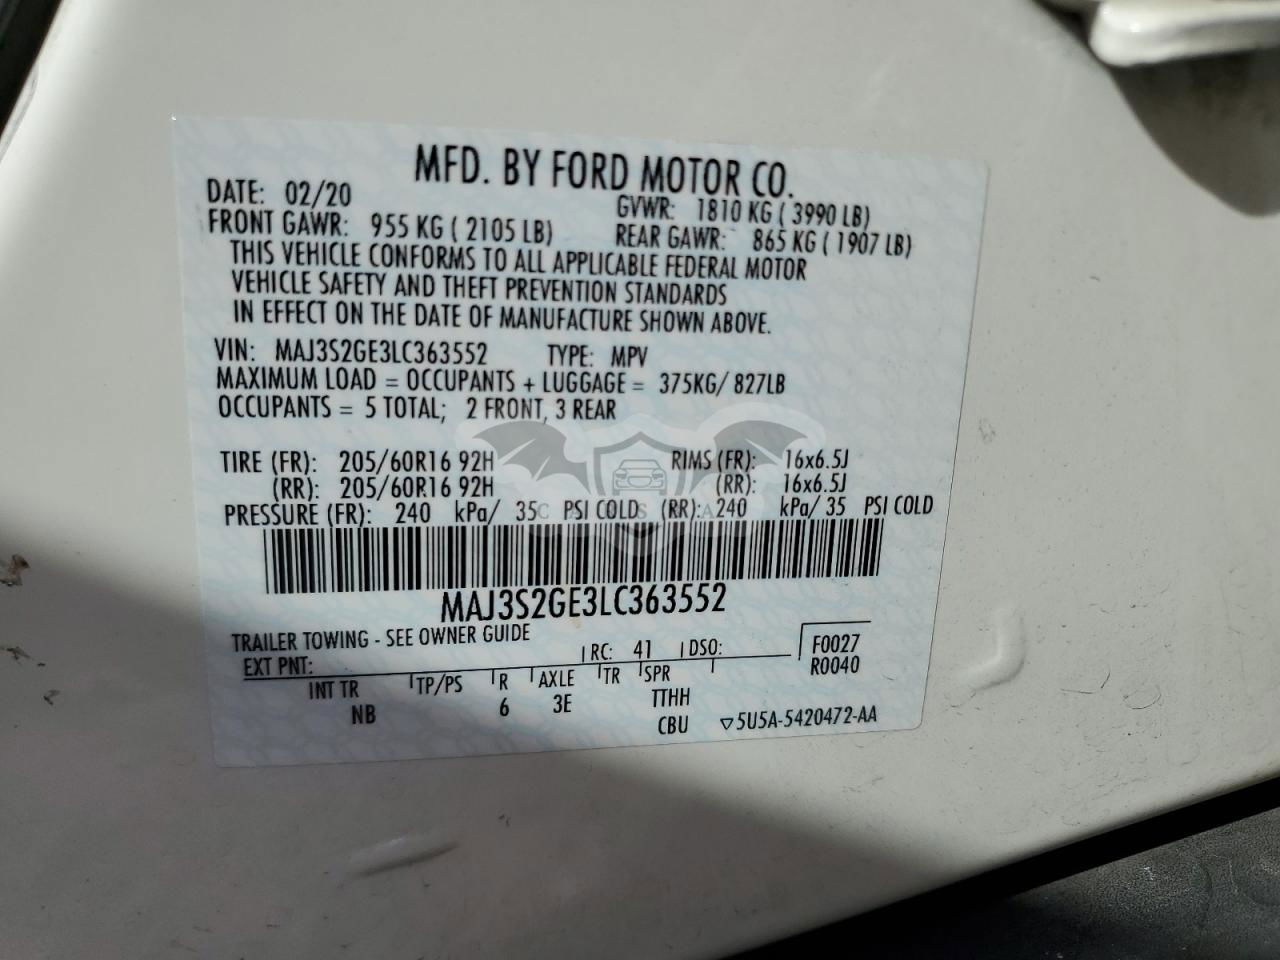 MFD. BY FORD MOTOR CO.
DATE: 02/20 GVWR: 1810 KG ( 3990 LB)
FRONT GAWR: 955 KG ( 2105 LB) REAR GAWR: 865 KG ( 1907 LB)
THIS VEHICLE CONFORMS TO ALL APPLICABLE FEDERAL MOTOR
VEHICLE SAFETY AND THEFT PREVENTION STANDARDS
IN EFFECT ON THE DATE OF MANUFACTURE SHOWN ABOVE.
VIN: MAJ3S2GE3LC363552 TYPE: MPV
MAXIMUM LOAD = OCCUPANTS + LUGGAGE = 375KG/ 827LB
OCCUPANTS = 5 TOTAL; 2 FRONT, 3 REAR
TIRE (FR): 205/60R16 92H RIMS (FR): 16x6.5J
(RR): 205/60R16 92H (RR): 16x6.5J
PRESSURE (FR): 240 kPa/ 35 PSI COLD (RR): 240 kPa/ 35 PSI COLD
MAJ3S2GE3LC363552
TRAILER TOWING - SEE OWNER GUIDE
EXT PNT: RC: 41 DSO: F0027
R0040
INT TR TP/PS R AXLE TR SPR
NB 6 3E TTHH
CBU ▽5U5A-5420472-AA